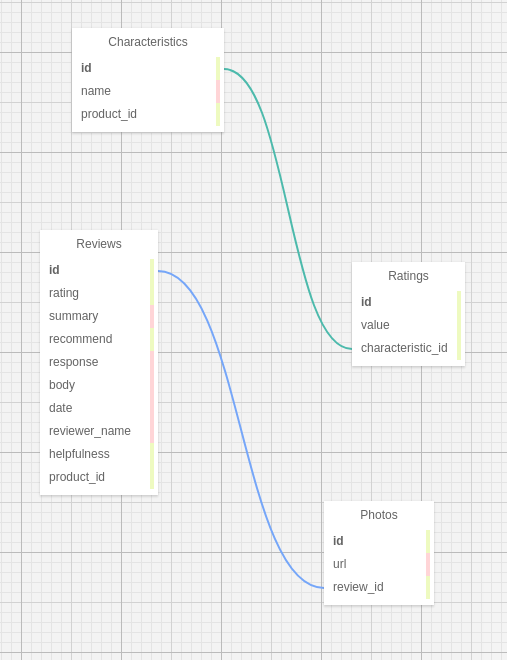 Characteristics
id
name
product_id
Reviews
id
rating
summary
recommend
response
body
date
reviewer_name
helpfulness
product_id
Ratings
id
value
characteristic_id
Photos
id
url
review_id